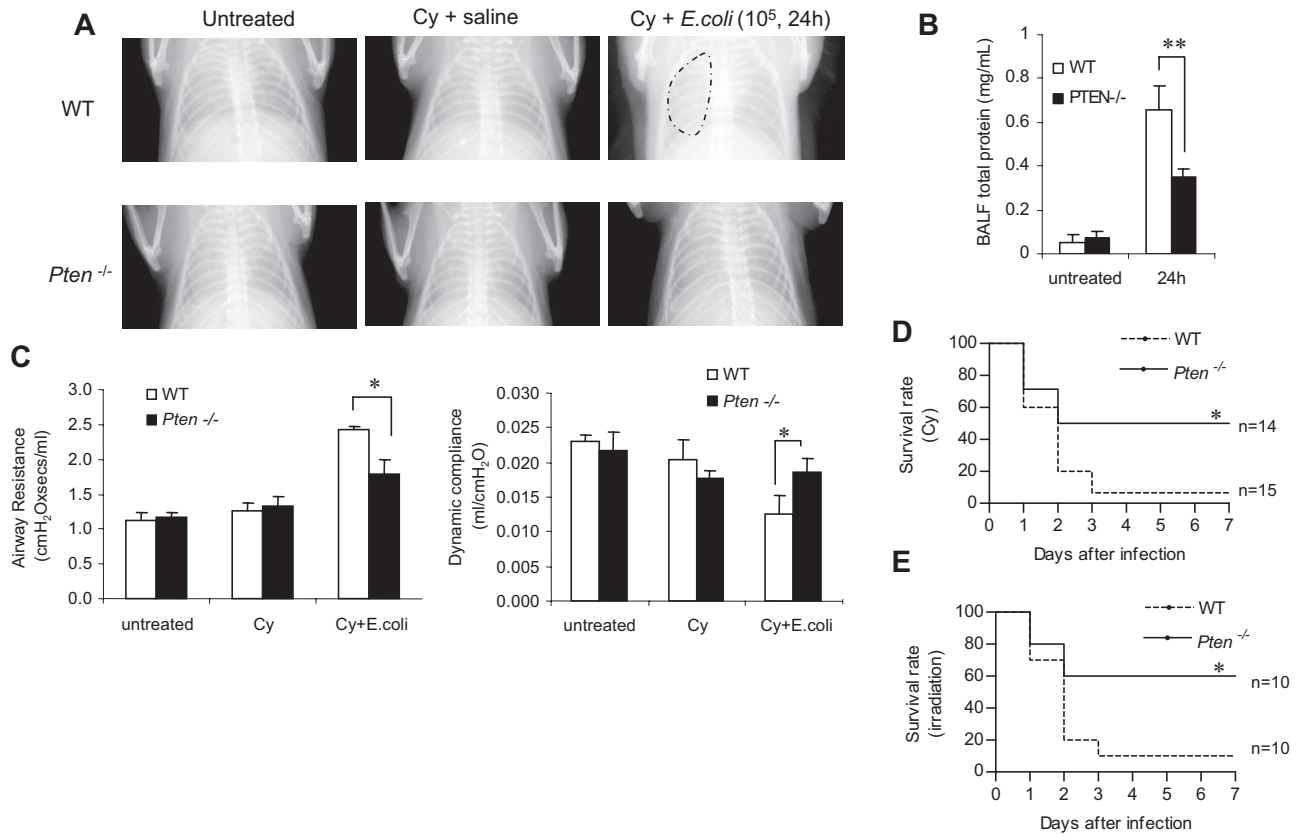 A
Untreated
Cy + saline
Cy + E.coli (10⁵, 24h)
WT
Pten -/-
B
BALF total protein (mg/mL)
1
0.8
0.6
0.4
0.2
0
WT
PTEN-/-
**
untreated
24h
C
Airway Resistance
(cmH₂Oxsecs/ml)
3.0
2.5
2.0
1.5
1.0
0.5
0.0
WT
Pten -/-
*
untreated
Cy
Cy+E.coli
Dynamic compliance
(ml/cmH₂O)
0.030
0.025
0.020
0.015
0.010
0.005
0.000
WT
Pten -/-
*
untreated
Cy
Cy+E.coli
D
Survival rate
(Cy)
100
80
60
40
20
0
WT
Pten -/-
*
n=14
n=15
0 1 2 3 4 5 6 7
Days after infection
E
Survival rate
(irradiation)
100
80
60
40
20
0
WT
Pten -/-
*
n=10
n=10
0 1 2 3 4 5 6 7
Days after infection